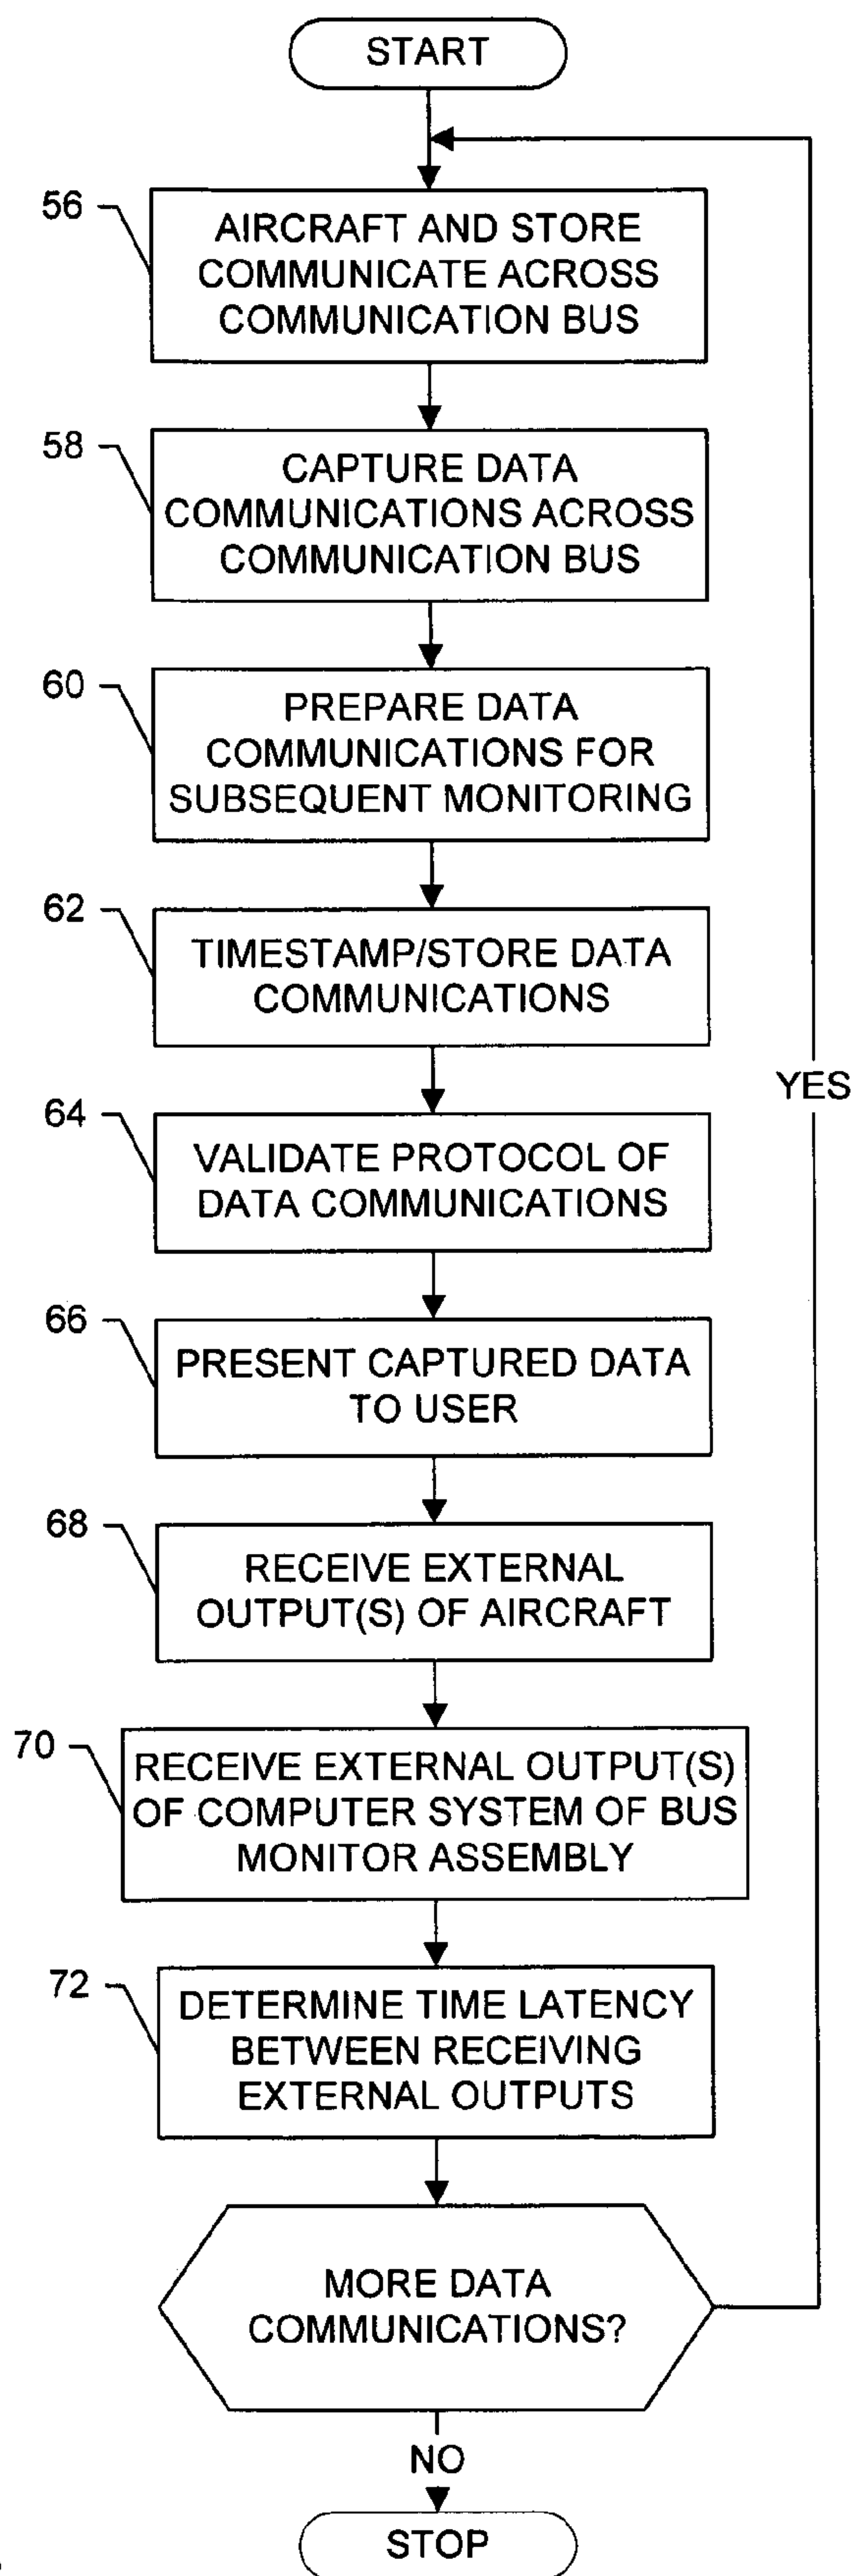 START
56
AIRCRAFT AND STORE
COMMUNICATE ACROSS
COMMUNICATION BUS
58
CAPTURE DATA
COMMUNICATIONS ACROSS
COMMUNICATION BUS
60
PREPARE DATA
COMMUNICATIONS FOR
SUBSEQUENT MONITORING
62
TIMESTAMP/STORE DATA
COMMUNICATIONS
YES
64
VALIDATE PROTOCOL OF
DATA COMMUNICATIONS
66
PRESENT CAPTURED DATA
TO USER
68
RECEIVE EXTERNAL
OUTPUT(S) OF AIRCRAFT
70
RECEIVE EXTERNAL OUTPUT(S)
OF COMPUTER SYSTEM OF BUS
MONITOR ASSEMBLY
72
DETERMINE TIME LATENCY
BETWEEN RECEIVING
EXTERNAL OUTPUTS
MORE DATA
COMMUNICATIONS?
NO
STOP